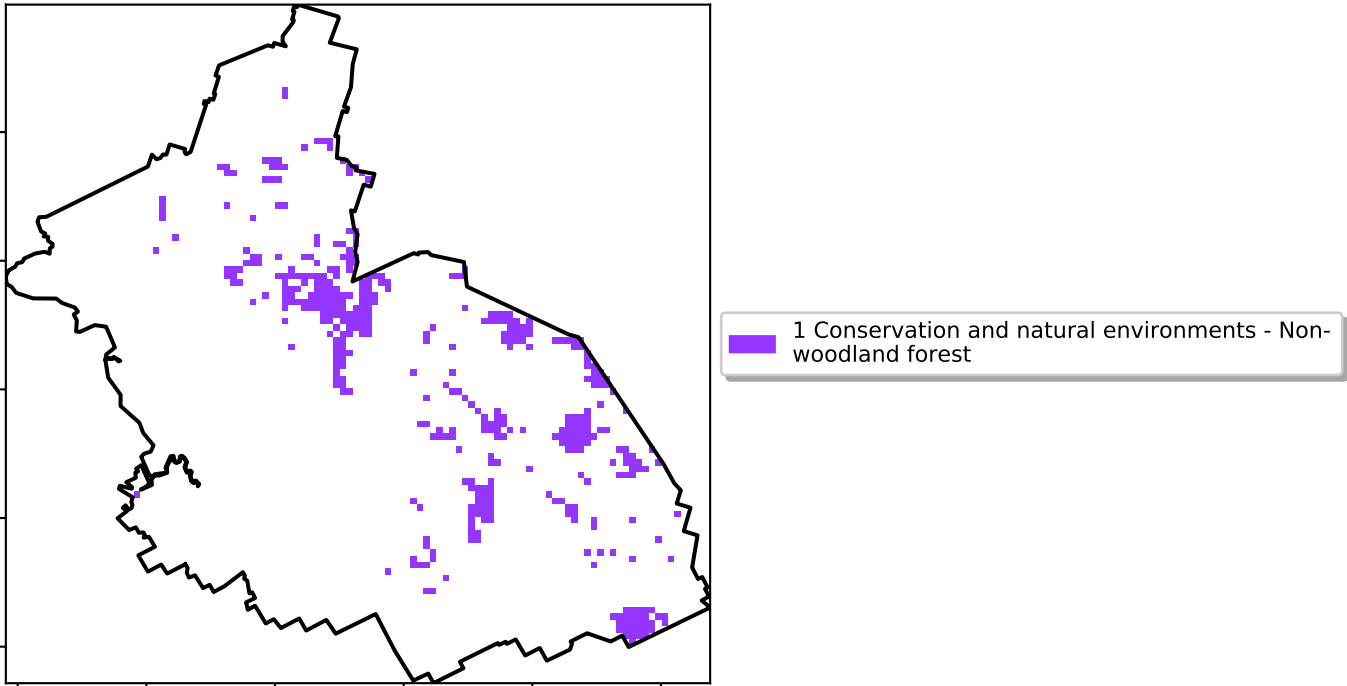 1 Conservation and natural environments - Non-
woodland forest